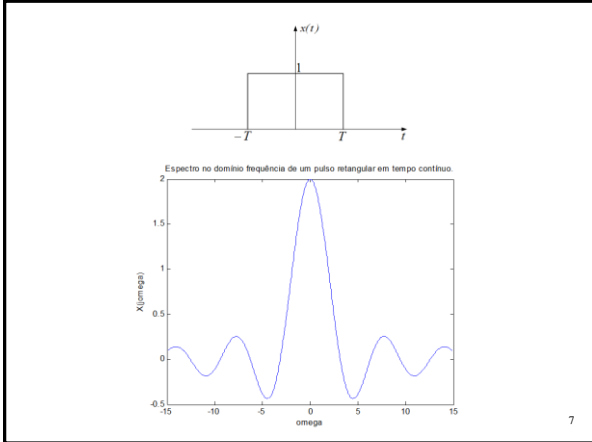 x(t)
1
−T T t
Espectro no domínio frequência de um pulso retangular em tempo contínuo.
2
1.5
1
0.5
0
-0.5
X(jomega)
-15 -10 -5 0 5 10 15
omega
7